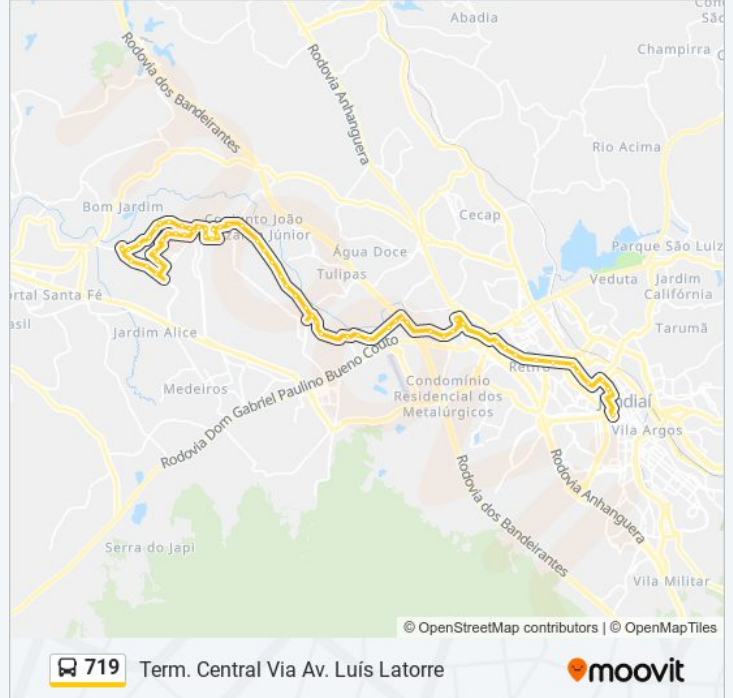 Abadia
Champirra
Rodovia dos Bandeirantes
Rodovia Anhanguera
Rio Acima
Bom Jardim
Cecap
Parque São Luiz
Água Doce
Tulipas
Veduta
Jardim
Califórnia
Tarumã
Jardim Alice
Medeiros
Rodovia Dom Gabriel Paulino Bueno Couto
Condomínio
Residencial dos
Metalúrgicos
Vila Argos
Rodovia dos Bandeirantes
Rodovia Anhanguera
Serra do Japi
Vila Militar
© OpenStreetMap contributors | © OpenMapTiles
719 Term. Central Via Av. Luís Latorre
moovit